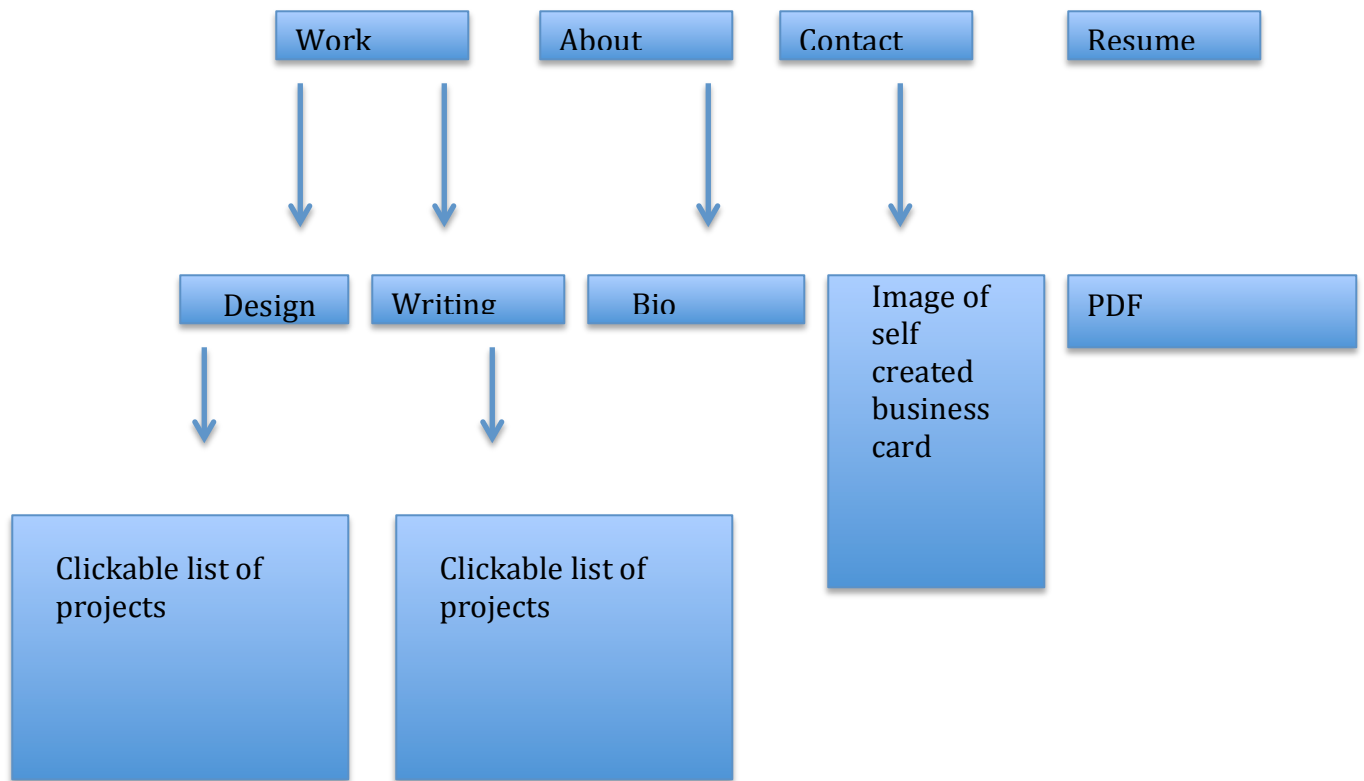 Work
About
Contact
Resume
Design
Writing
Bio
Image of
self
created
business
card
PDF
Clickable list of
projects
Clickable list of
projects